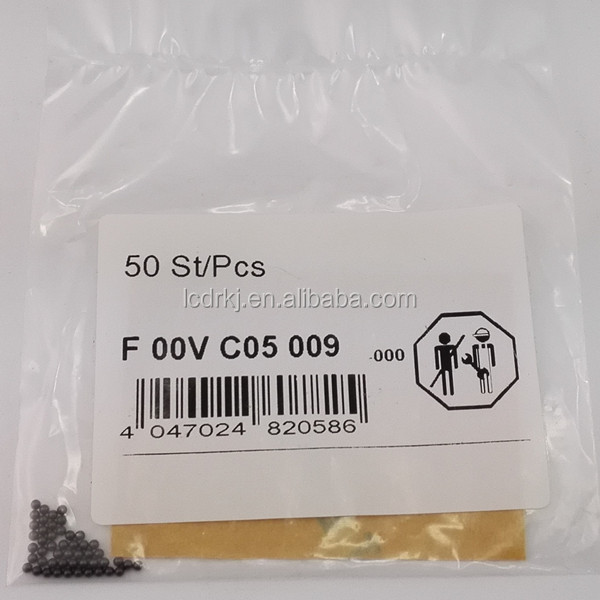 50 St/Pcs
lcdrkj.en.alibaba.com
F 00V C05 009 -000
4 047024 820586